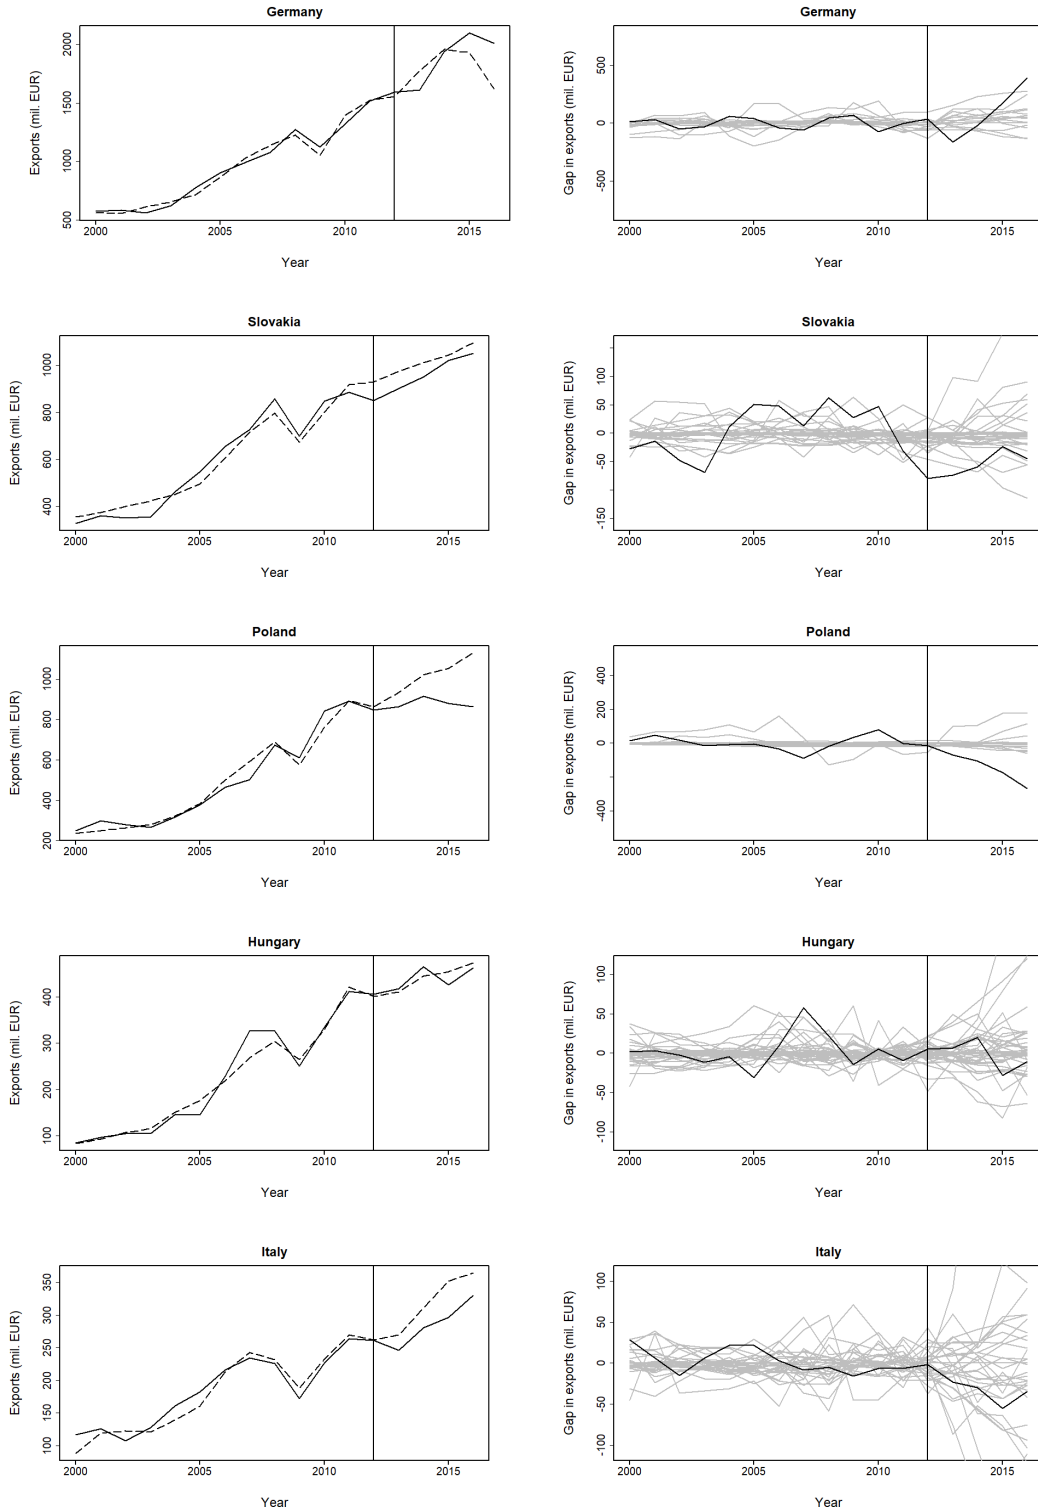 Germany
Exports (mil. EUR)
500 1000 1500 2000
2000 2005 2010 2015
Year
Germany
Gap in exports (mil. EUR)
-500 0 500
2000 2005 2010 2015
Year
Slovakia
Exports (mil. EUR)
400 600 800 1000
2000 2005 2010 2015
Year
Slovakia
Gap in exports (mil. EUR)
-150 -50 0 50 100
2000 2005 2010 2015
Year
Poland
Exports (mil. EUR)
200 400 600 800 1000
2000 2005 2010 2015
Year
Poland
Gap in exports (mil. EUR)
-400 0 200 400
2000 2005 2010 2015
Year
Hungary
Exports (mil. EUR)
100 200 300 400
2000 2005 2010 2015
Year
Hungary
Gap in exports (mil. EUR)
-100 -50 0 50 100
2000 2005 2010 2015
Year
Italy
Exports (mil. EUR)
100 150 200 250 300 350
2000 2005 2010 2015
Year
Italy
Gap in exports (mil. EUR)
-100 -50 0 50 100
2000 2005 2010 2015
Year